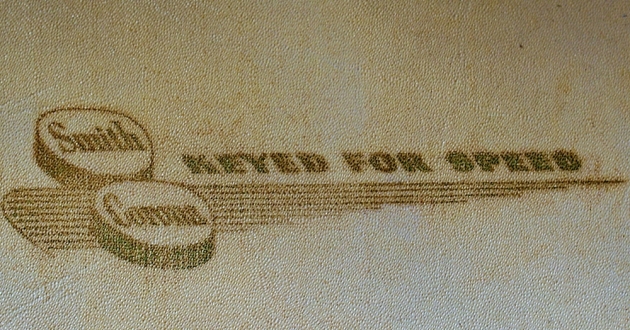 Smith
KEYED FOR SPEED
Corona